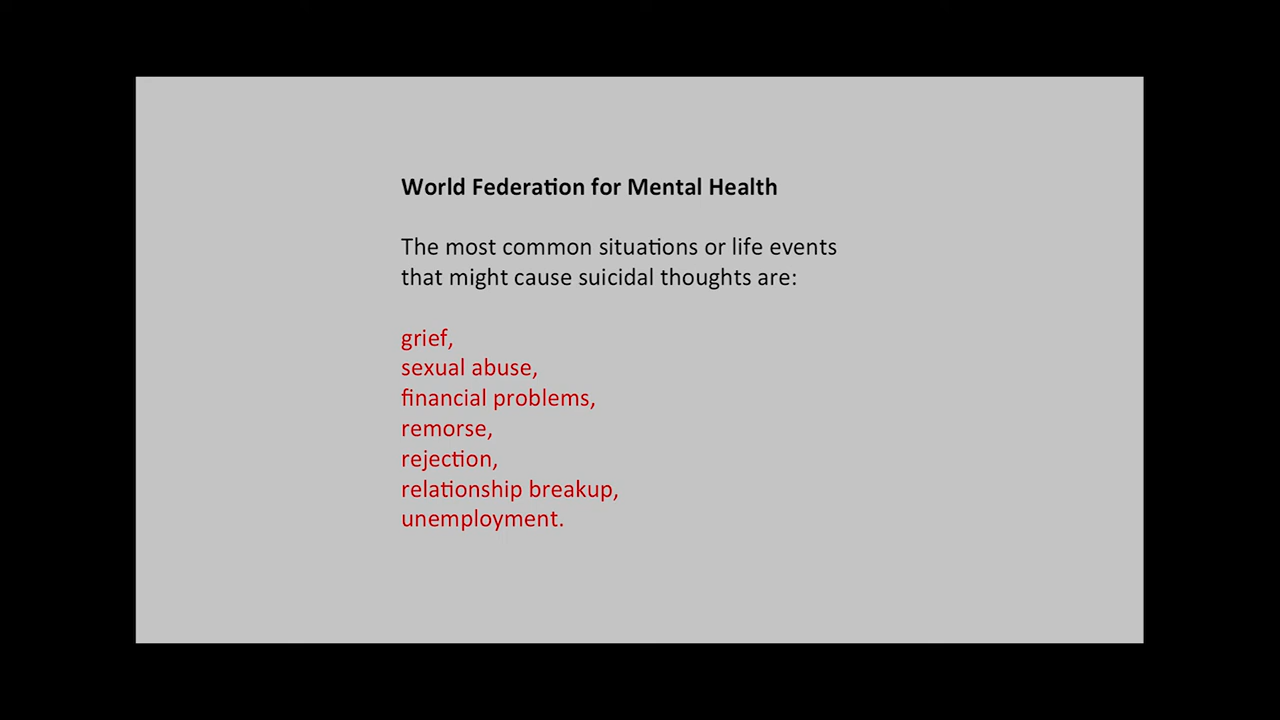 World Federation for Mental Health
The most common situations or life events
that might cause suicidal thoughts are:
grief,
sexual abuse,
financial problems,
remorse,
rejection,
relationship breakup,
unemployment.